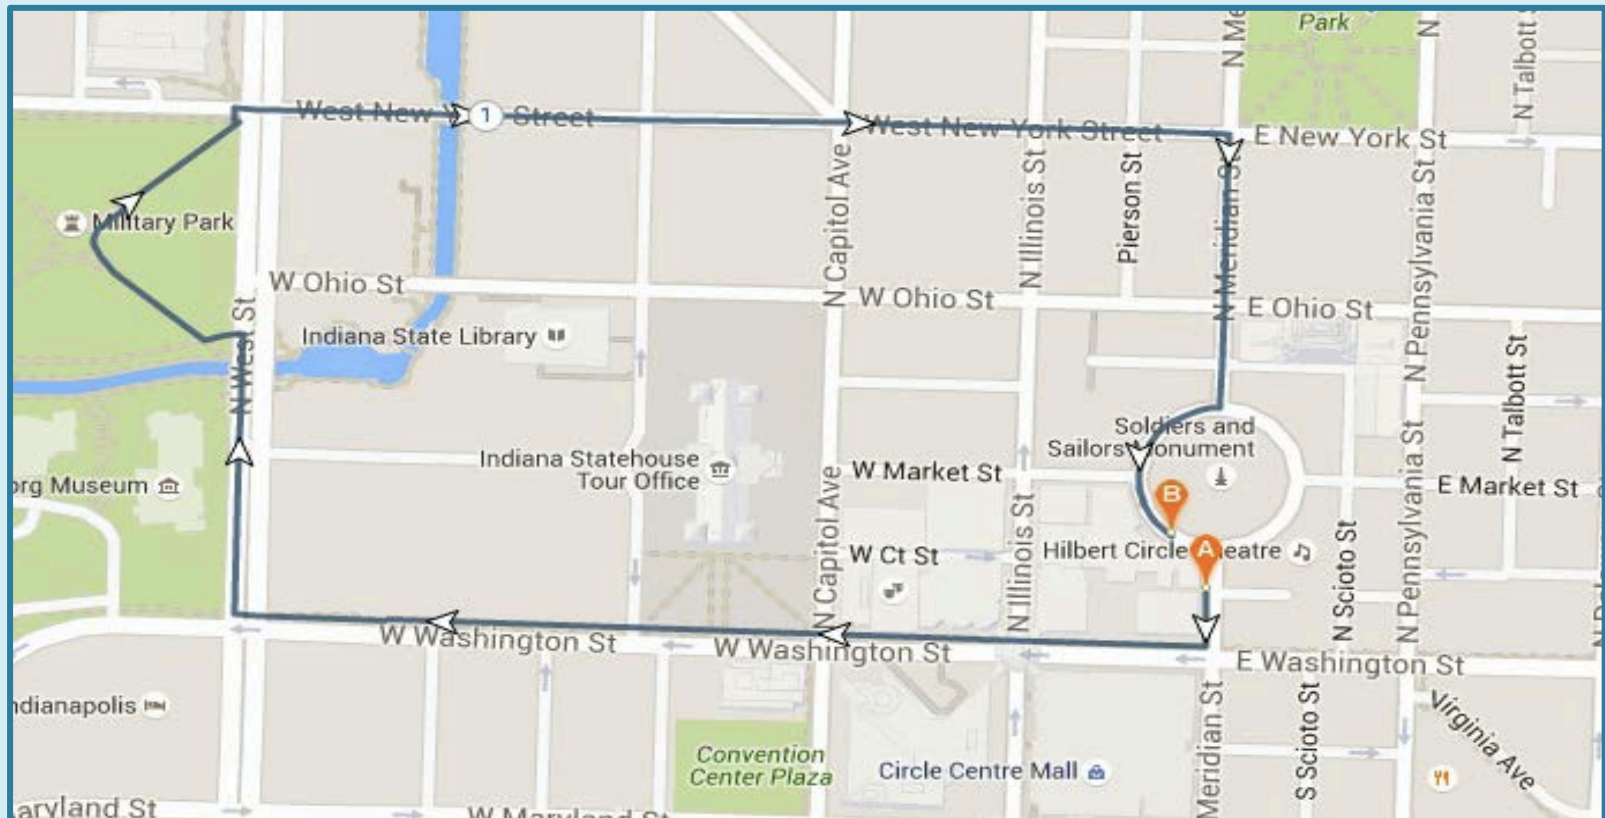 Park
N Me
N
N Talbott S
West New Y
1
Street
West New York Street
E New York St
Military Park
N Capitol Ave
N Illinois St
Pierson St
N Meridian St
N Pennsylvania St
W Ohio St
W Ohio St
E Ohio St
Indiana State Library
N West St
N Talbott St
Soldiers and
Sailors Monument
Indiana Statehouse
Tour Office
W Market St
E Market St
org Museum
B
N Capitol Ave
N Illinois St
W Ct St
Hilbert Circle
A
eatre
N Scioto St
N Pennsylvania St
W Washington St
W Washington St
E Washington St
ndianapolis
Convention
Center Plaza
Circle Centre Mall
Meridian St
S Scioto St
Virginia Ave
aryland St
W Maryland St